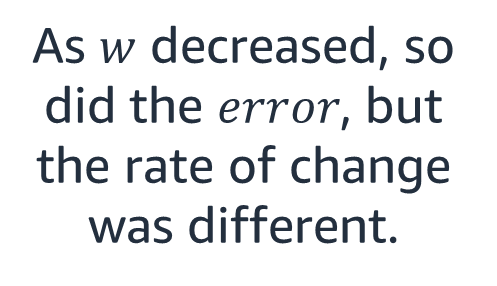 As w decreased, so
did the error, but
the rate of change
was different.